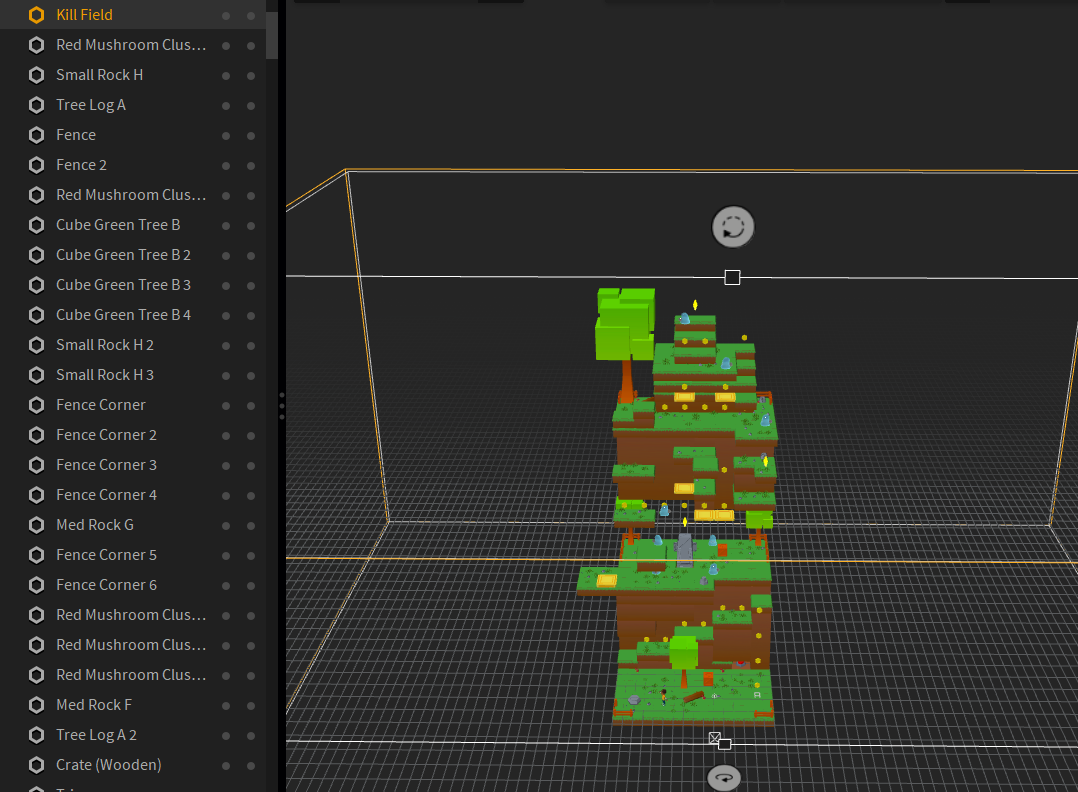 Kill Field
Red Mushroom Clus...
Small Rock H
Tree Log A
Fence
Fence 2
Red Mushroom Clus...
Cube Green Tree B
Cube Green Tree B 2
Cube Green Tree B 3
Cube Green Tree B 4
Small Rock H 2
Small Rock H 3
Fence Corner
Fence Corner 2
Fence Corner 3
Fence Corner 4
Med Rock G
Fence Corner 5
Fence Corner 6
Red Mushroom Clus...
Red Mushroom Clus...
Red Mushroom Clus...
Med Rock F
Tree Log A 2
Crate (Wooden)